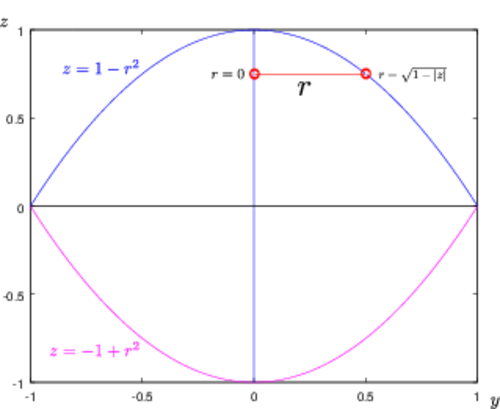 z
1
z = 1 − r²
r = 0
r
r − √1 − |z|
0.5
0
-0.5
z = −1 + r²
-1
-1
-0.5
0
0.5
1
y